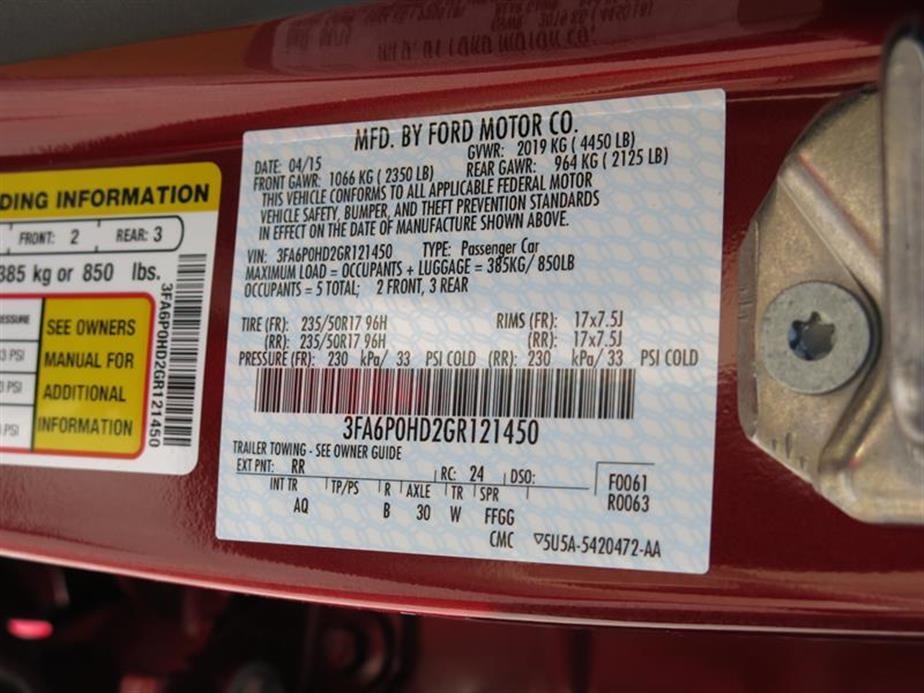 MFD. BY FORD MOTOR CO.
DATE: 04/15 GVWR: 2019 KG ( 4450 LB)
FRONT GAWR: 1066 KG ( 2350 LB) REAR GAWR: 964 KG ( 2125 LB)
THIS VEHICLE CONFORMS TO ALL APPLICABLE FEDERAL MOTOR
VEHICLE SAFETY, BUMPER, AND THEFT PREVENTION STANDARDS
IN EFFECT ON THE DATE OF MANUFACTURE SHOWN ABOVE.
VIN: 3FA6P0HD2GR121450 TYPE: Passenger Car
MAXIMUM LOAD = OCCUPANTS + LUGGAGE = 385KG/ 850LB
OCCUPANTS = 5 TOTAL; 2 FRONT, 3 REAR
TIRE (FR): 235/50R17 96H RIMS (FR): 17x7.5J
(RR): 235/50R17 96H (RR): 17x7.5J
PRESSURE (FR): 230 kPa/ 33 PSI COLD (RR): 230 kPa/ 33 PSI COLD
3FA6P0HD2GR121450
TRAILER TOWING - SEE OWNER GUIDE
EXT PNT: RR RC: 24 DSO: F0061
INT TR TP/PS R AXLE TR SPR R0063
AQ B 30 W FFGG
CMC 5U5A-5420472-AA
DING INFORMATION
FRONT: 2 REAR: 3
385 kg or 850 lbs.
3FA6P0HD2GR121450
PRESSURE
PSI
PSI
PSI
SEE OWNERS
MANUAL FOR
ADDITIONAL
INFORMATION